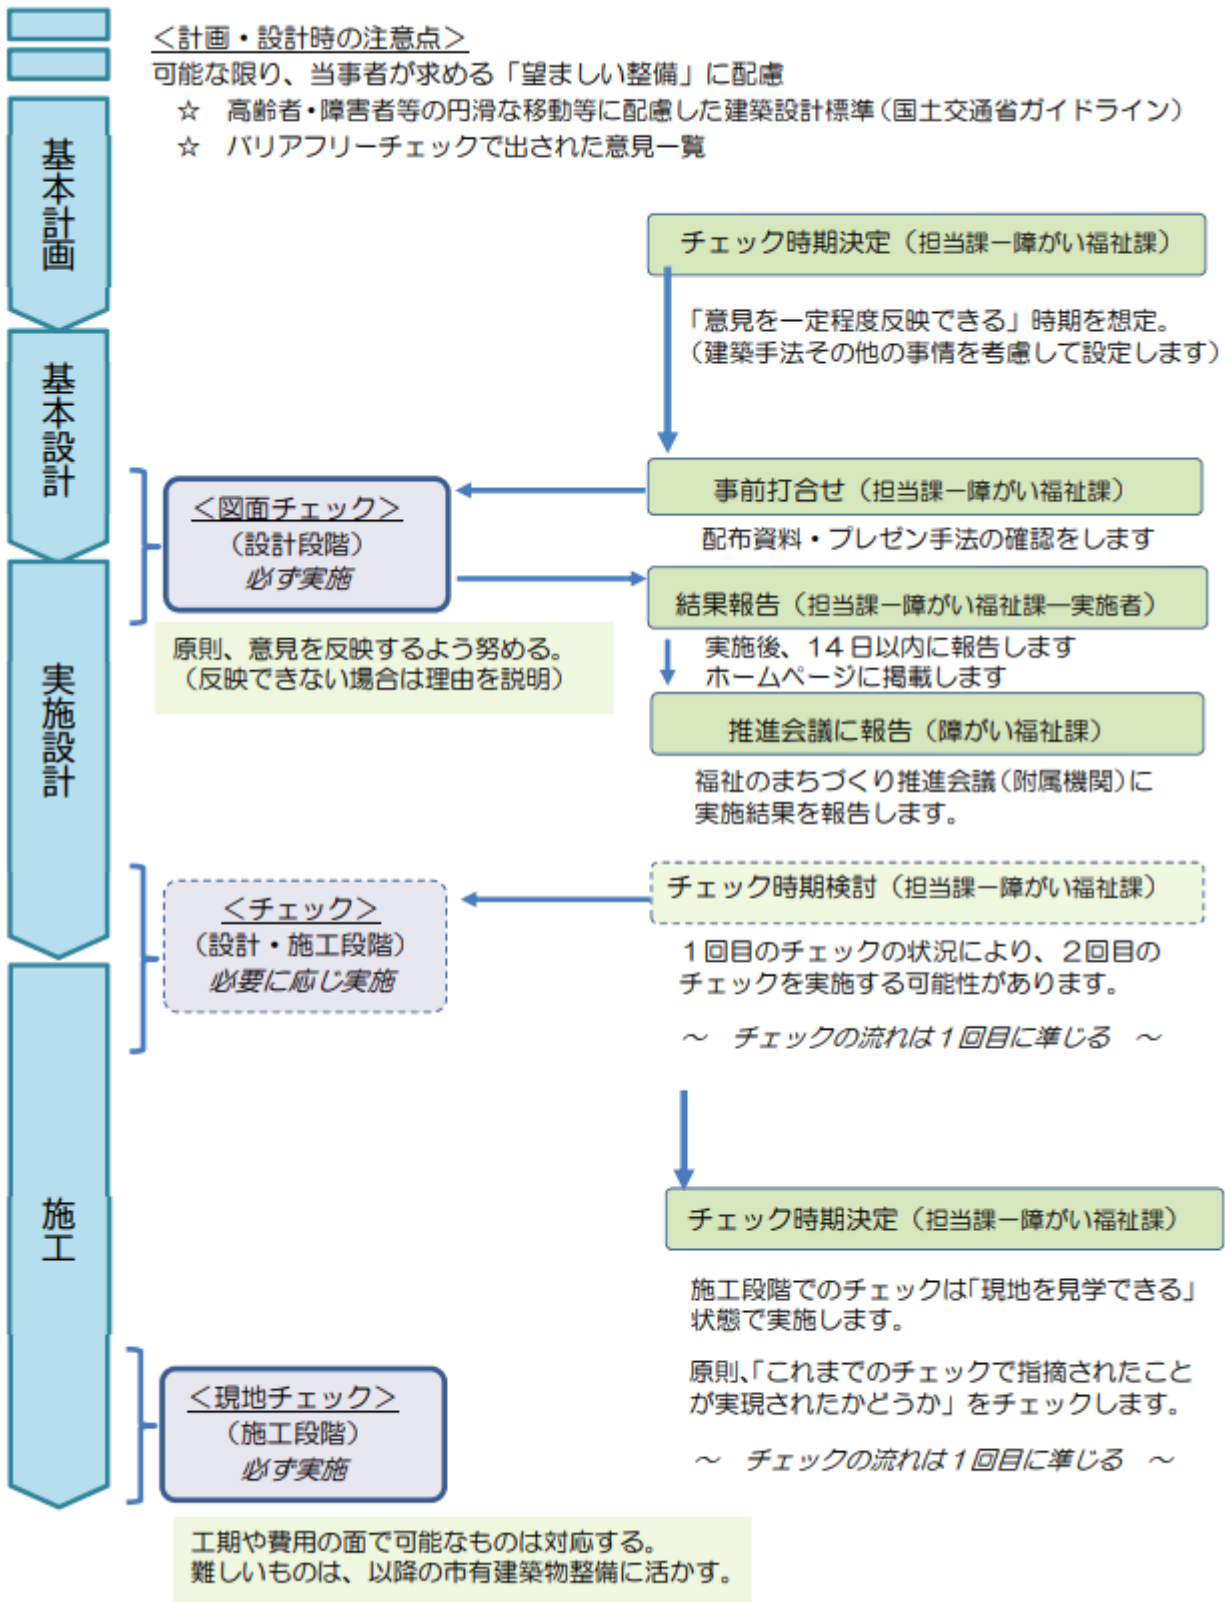 ＜計画・設計時の注意点＞
可能な限り、当事者が求める「望ましい整備」に配慮
☆　高齢者・障害者等の円滑な移動等に配慮した建築設計標準（国土交通省ガイドライン）
☆　バリアフリーチェックで出された意見一覧
基本計画
チェック時期決定（担当課ー障がい福祉課）
「意見を一定程度反映できる」時期を想定。
（建築手法その他の事情を考慮して設定します）
基本設計
事前打合せ（担当課ー障がい福祉課）
配布資料・プレゼン手法の確認をします
＜図面チェック＞
（設計段階）
必ず実施
結果報告（担当課ー障がい福祉課―実施者）
実施後、14日以内に報告します
ホームページに掲載します
原則、意見を反映するよう努める。
（反映できない場合は理由を説明）
実施設計
推進会議に報告（障がい福祉課）
福祉のまちづくり推進会議（附属機関）に
実施結果を報告します。
チェック時期検討（担当課ー障がい福祉課）
＜チェック＞
（設計・施工段階）
必要に応じ実施
１回目のチェックの状況により、２回目の
チェックを実施する可能性があります。
～　チェックの流れは１回目に準じる　～
施工
チェック時期決定（担当課ー障がい福祉課）
施工段階でのチェックは「現地を見学できる」
状態で実施します。
原則、「これまでのチェックで指摘されたこと
が実現されたかどうか」をチェックします。
～　チェックの流れは１回目に準じる　～
＜現地チェック＞
（施工段階）
必ず実施
工期や費用の面で可能なものは対応する。
難しいものは、以降の市有建築物整備に活かす。